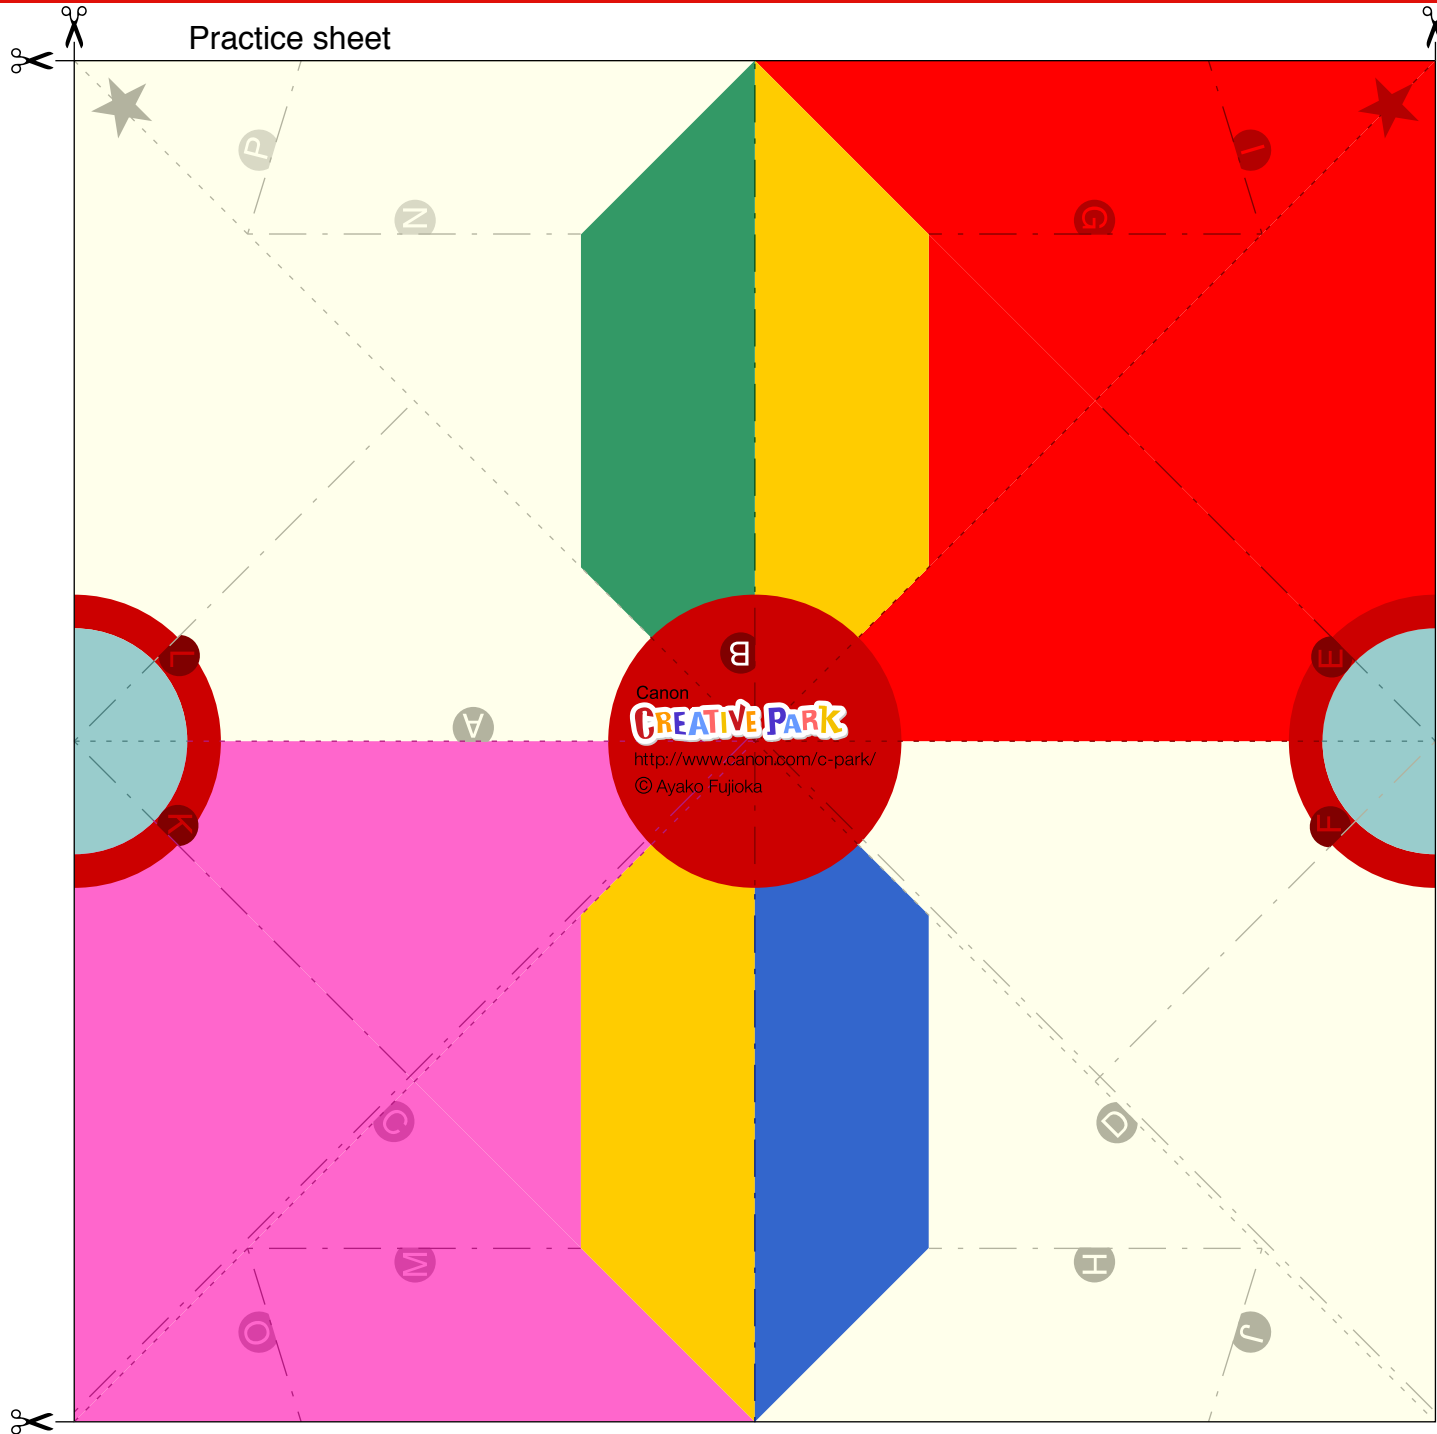 Practice sheet
P
I
N
G
L
B
E
Canon
CREATIVE PARK
A
http://www.canon.com/c-park/
© Ayako Fujioka
K
F
C
D
M
H
O
J